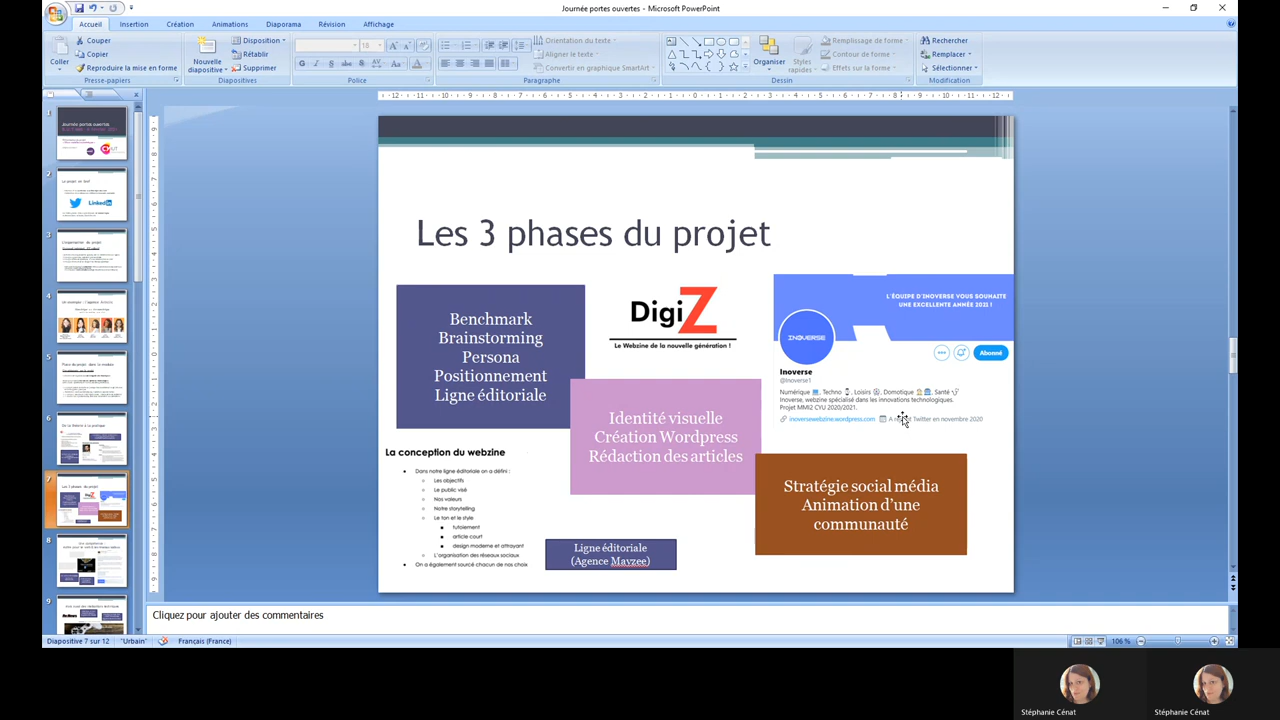 Journée portes ouvertes - Microsoft PowerPoint
Accueil
Insertion
Création
Animations
Diaporama
Révision
Affichage
Coller
Couper
Copier
Reproduire la mise en forme
Presse-papiers
Nouvelle diapositive
Disposition
Rétablir
Supprimer
Diapositives
18
Police
Orientation du texte
Aligner le texte
Convertir en graphique SmartArt
Paragraphe
Organiser
Styles rapides
Remplissage de forme
Contour de forme
Effets sur la forme
Dessin
Rechercher
Remplacer
Sélectionner
Modification
Les 3 phases du projet
Benchmark
Brainstorming
Persona
Positionnement
Ligne éditoriale
DigiZ
Le Webzine de la nouvelle génération !
L'ÉQUIPE D'INOVERSE VOUS SOUHAITE
UNE EXCELLENTE ANNÉE 2021 !
INOVERSE
Abonné
Inoverse
@Inoverse1
Numérique, Techno, Loisirs, Domotique, Santé
Inoverse, webzine spécialisé dans les innovations technologiques.
Projet MMI2 CYU 2020/2021.
inoversewebzine.wordpress.com
Twitter en novembre 2020
Identité visuelle
Création Wordpress
Rédaction des articles
La conception du webzine
Dans notre ligne éditoriale on a défini :
Les objectifs
Le public visé
Nos valeurs
Notre storytelling
Le ton et le style
tutoiement
article court
design moderne et attrayant
L'organisation des réseaux sociaux
On a également sourcé chacun de nos choix
Ligne éditoriale
(Agence Mayzee)
Stratégie social média
Animation d'une
communauté
Cliquez pour ajouter des commentaires
Diapositive 7 sur 12
"Urbain"
Français (France)
106 %
Stéphanie Cénat
Stéphanie Cénat